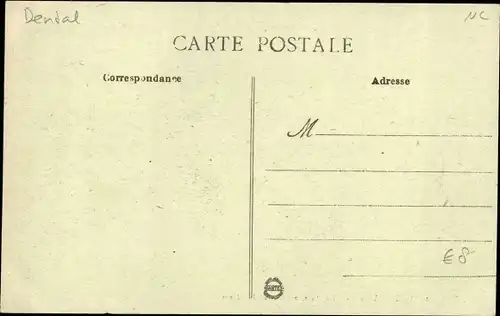 Dental
NC
CARTE POSTALE
Correspondance
Adresse
M
€8-